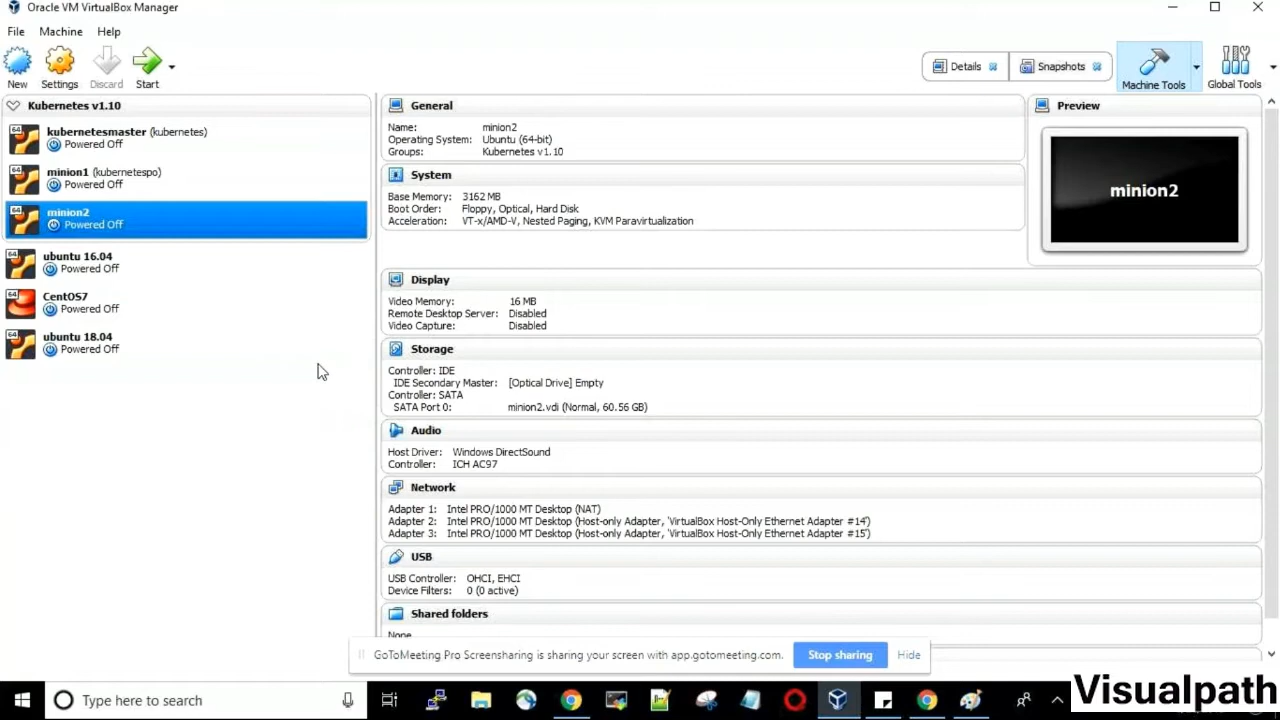 Oracle VM VirtualBox Manager
File Machine Help
New Settings Discard Start
Details Snapshots Machine Tools Global Tools
Kubernetes v1.10
64 kubernetesmaster (kubernetes)
Powered Off
64 minion1 (kubernetespo)
Powered Off
64 minion2
Powered Off
64 ubuntu 16.04
Powered Off
64 CentOS7
Powered Off
64 ubuntu 18.04
Powered Off
General
Name: minion2
Operating System: Ubuntu (64-bit)
Groups: Kubernetes v1.10
System
Base Memory: 3162 MB
Boot Order: Floppy, Optical, Hard Disk
Acceleration: VT-x/AMD-V, Nested Paging, KVM Paravirtualization
Preview
minion2
Display
Video Memory: 16 MB
Remote Desktop Server: Disabled
Video Capture: Disabled
Storage
Controller: IDE
IDE Secondary Master: [Optical Drive] Empty
Controller: SATA
SATA Port 0: minion2.vdi (Normal, 60.56 GB)
Audio
Host Driver: Windows DirectSound
Controller: ICH AC97
Network
Adapter 1: Intel PRO/1000 MT Desktop (NAT)
Adapter 2: Intel PRO/1000 MT Desktop (Host-only Adapter, 'VirtualBox Host-Only Ethernet Adapter #14')
Adapter 3: Intel PRO/1000 MT Desktop (Host-only Adapter, 'VirtualBox Host-Only Ethernet Adapter #15')
USB
USB Controller: OHCI, EHCI
Device Filters: 0 (0 active)
Shared folders
None
GoToMeeting Pro Screensharing is sharing your screen with app.gotomeeting.com. Stop sharing Hide
Type here to search
Visualpath